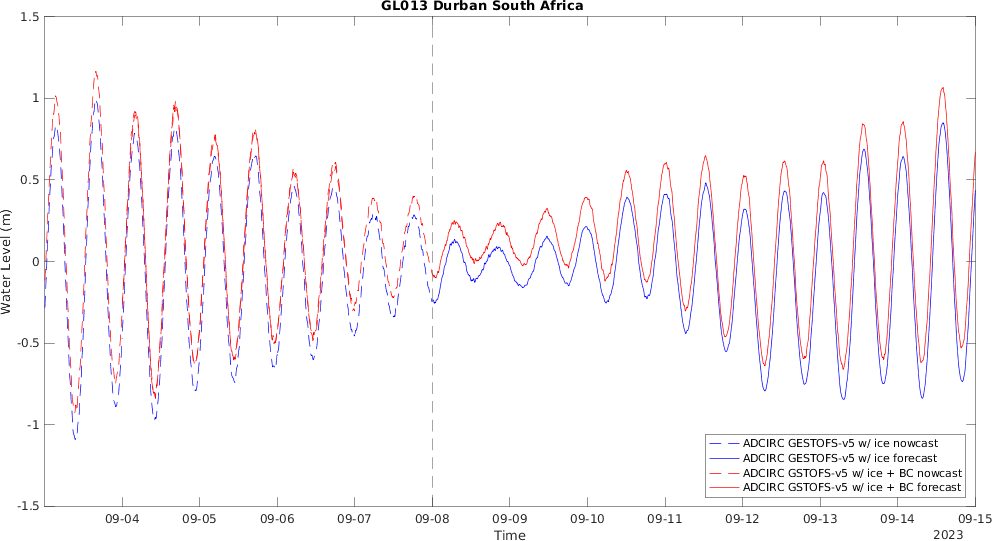 GL013 Durban South Africa
1.5
1
0.5
0
-0.5
-1
-1.5
Water Level (m)
ADCIRC GESTOFS-v5 w/ ice nowcast
ADCIRC GESTOFS-v5 w/ ice forecast
ADCIRC GSTOFS-v5 w/ ice + BC nowcast
ADCIRC GSTOFS-v5 w/ ice + BC forecast
09-04 09-05 09-06 09-07 09-08 09-09 09-10 09-11 09-12 09-13 09-14 09-15
Time
2023